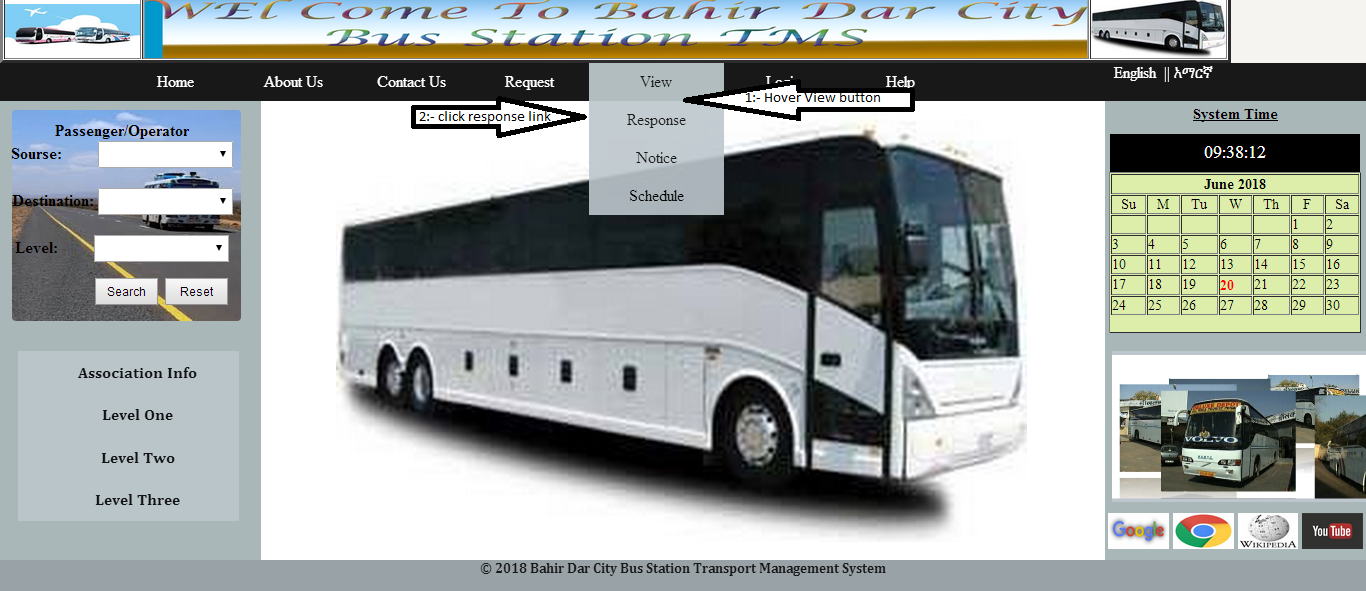 WEl Come To Bahir Dar City
Bus Station TMS
Home About Us Contact Us Request View Help
English || አማርኛ
1:- Hover View button
2:- click response link
Response
Notice
Schedule
Passenger/Operator
Sourse:
Destination:
Level:
Search Reset
Association Info
Level One
Level Two
Level Three
System Time
09:38:12
June 2018
Su M Tu W Th F Sa
1 2
3 4 5 6 7 8 9
10 11 12 13 14 15 16
17 18 19 20 21 22 23
24 25 26 27 28 29 30
VOLVO
Google
WIKIPEDIA
You Tube
© 2018 Bahir Dar City Bus Station Transport Management System